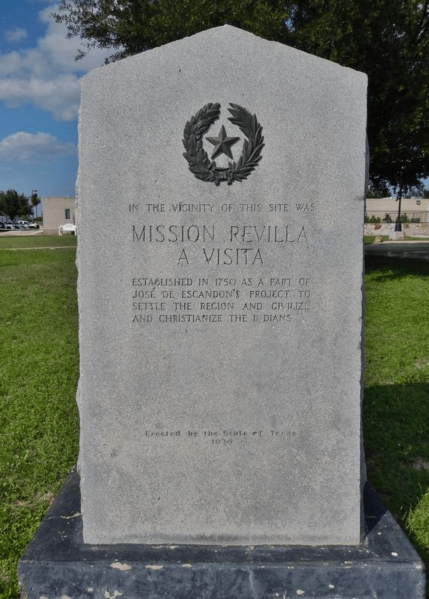 IN THE VICINITY OF THIS SITE WAS
MISSION REVILLA
A VISITA
ESTABLISHED IN 1750 AS A PART OF
JOSÉ DE ESCANDON'S PROJECT TO
SETTLE THE REGION AND CIVILIZE
AND CHRISTIANIZE THE INDIANS
Erected by the State of Texas
1936